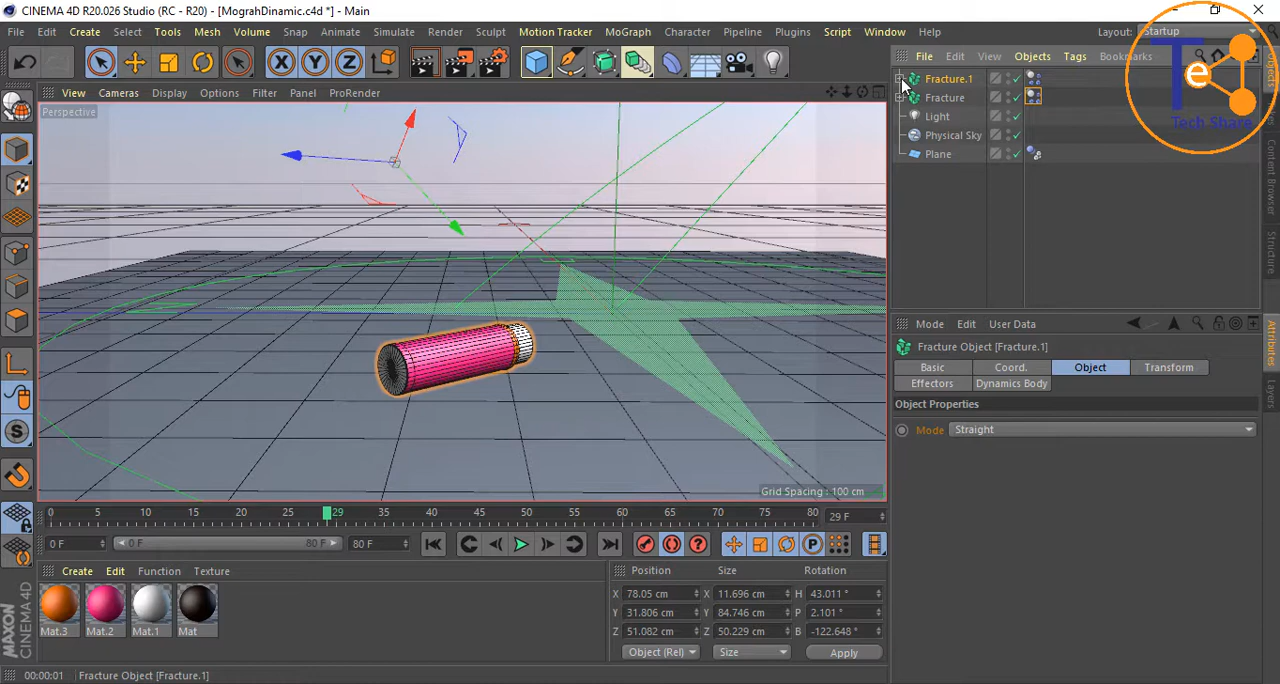 CINEMA 4D R20.026 Studio (RC - R20) - [MograhDinamic.c4d *] - Main
File Edit Create Select Tools Mesh Volume Snap Animate Simulate Render Sculpt Motion Tracker MoGraph Character Pipeline Plugins Script Window Layout: Startup
File Edit View Objects Tags Bookmarks
View Cameras Display Options Filter Panel ProRender
Perspective
Grid Spacing : 100 cm
Fracture.1
Fracture
Light
Physical Sky
Plane
Te
Tech Share
Objects
Content Browser
Structure
Attributes
Layers
Mode Edit User Data
Fracture Object [Fracture.1]
Basic Coord. Object Transform
Effectors Dynamics Body
Object Properties
Mode Straight
0 5 10 15 20 25 29 35 40 45 50 55 60 65 70 75 80 29 F
0 F 0 F 80 F 80 F
Create Edit Function Texture
Mat.3 Mat.2 Mat.1 Mat
Position Size Rotation
X 78.05 cm X 11.696 cm H 43.011 °
Y 31.806 cm Y 84.746 cm P 2.101 °
Z 51.082 cm Z 50.229 cm B -122.648 °
Object (Rel) Size Apply
00:00:01 Fracture Object [Fracture.1]